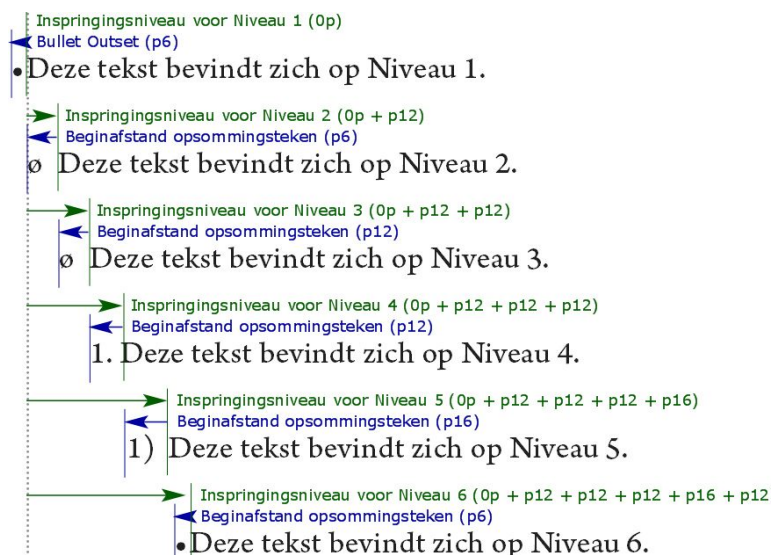 Inspringingsniveau voor Niveau 1 (0p)
Bullet Outset (p6)
•Deze tekst bevindt zich op Niveau 1.
Inspringingsniveau voor Niveau 2 (0p + p12)
Beginafstand opsommingsteken (p6)
ø Deze tekst bevindt zich op Niveau 2.
Inspringingsniveau voor Niveau 3 (0p + p12 + p12)
Beginafstand opsommingsteken (p12)
ø Deze tekst bevindt zich op Niveau 3.
Inspringingsniveau voor Niveau 4 (0p + p12 + p12 + p12)
Beginafstand opsommingsteken (p12)
1. Deze tekst bevindt zich op Niveau 4.
Inspringingsniveau voor Niveau 5 (0p + p12 + p12 + p12 + p16)
Beginafstand opsommingsteken (p16)
1) Deze tekst bevindt zich op Niveau 5.
Inspringingsniveau voor Niveau 6 (0p + p12 + p12 + p12 + p16 + p12
Beginafstand opsommingsteken (p6)
•Deze tekst bevindt zich op Niveau 6.